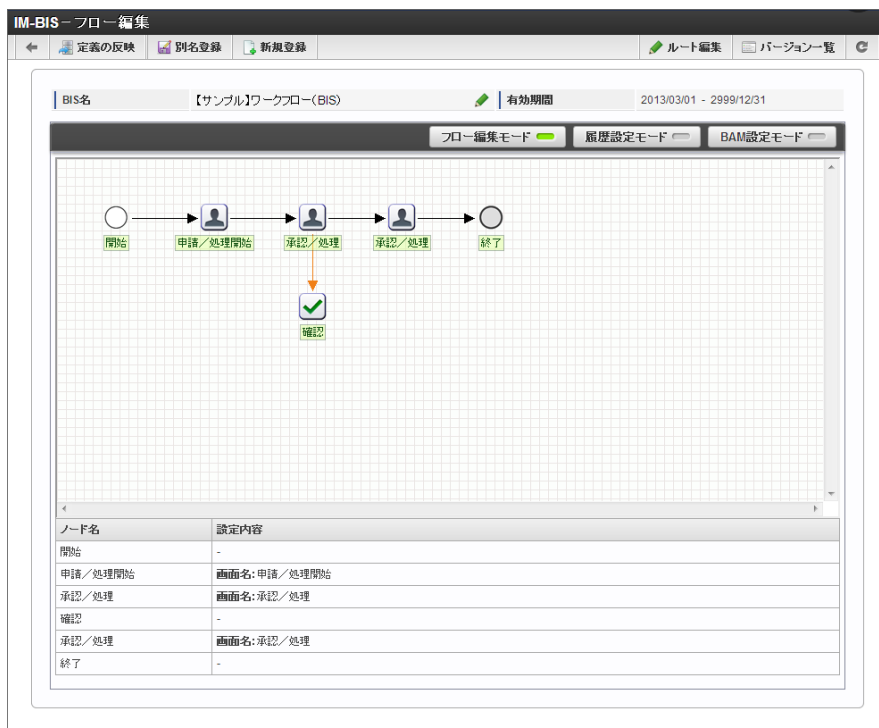 IM-BIS－フロー編集
定義の反映 別名登録 新規登録 ルート編集 バージョン一覧
BIS名 【サンプル】ワークフロー（BIS） 有効期間 2013/03/01 - 2999/12/31
フロー編集モード 履歴設定モード BAM設定モード
開始 申請／処理開始 承認／処理 承認／処理 終了
確認
ノード名 設定内容
開始 -
申請／処理開始 画面名:申請／処理開始
承認／処理 画面名:承認／処理
確認 -
承認／処理 画面名:承認／処理
終了 -